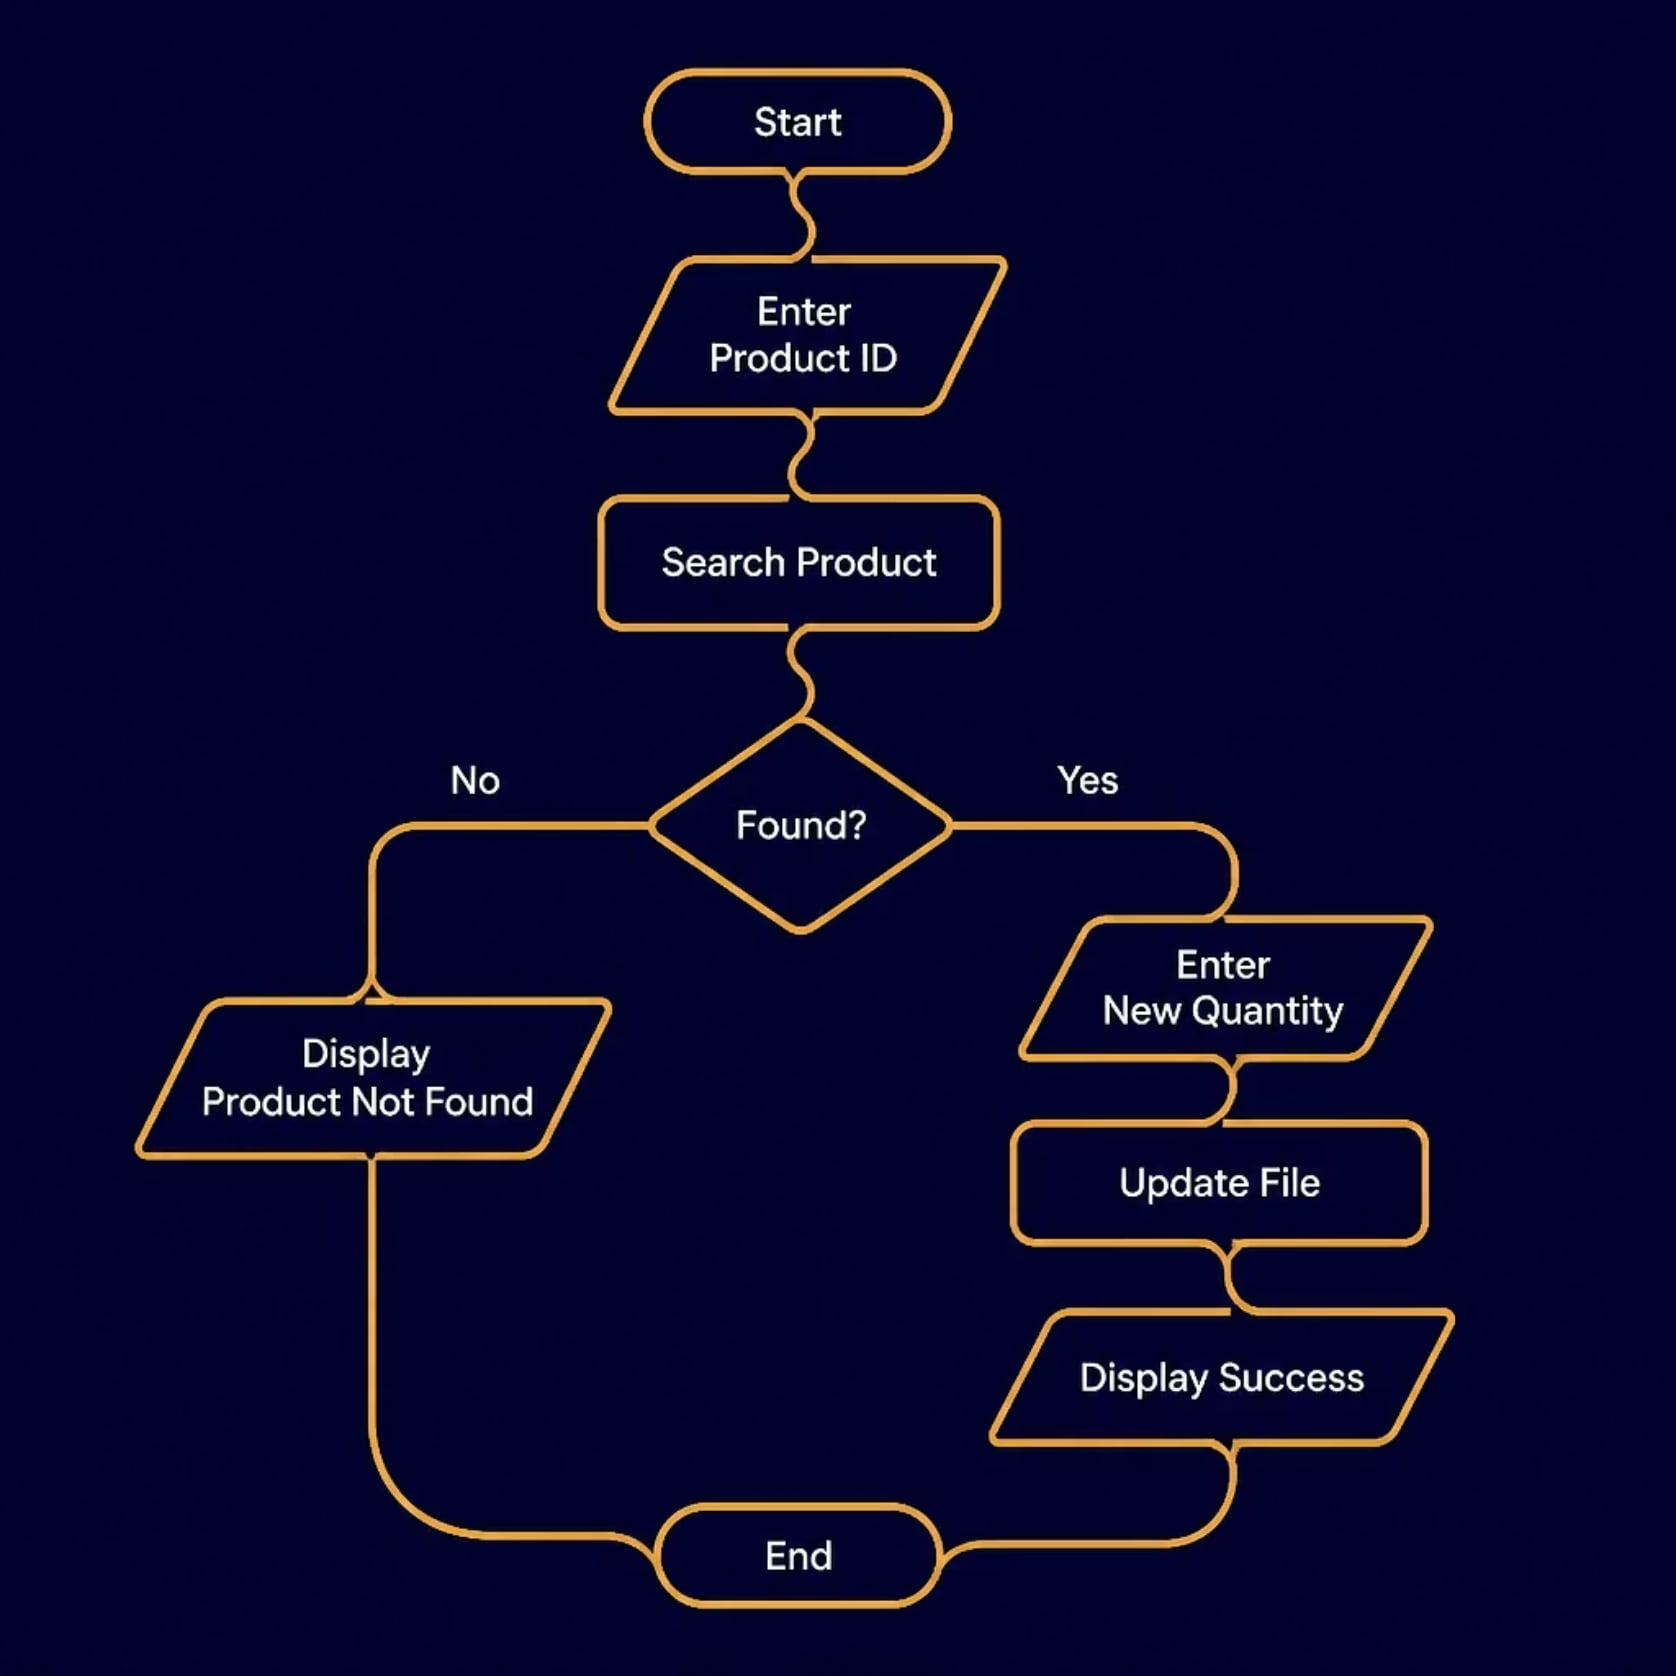 Start
Enter
Product ID
Search Product
Found?
No
Yes
Enter
New Quantity
Display
Product Not Found
Update File
Display Success
End